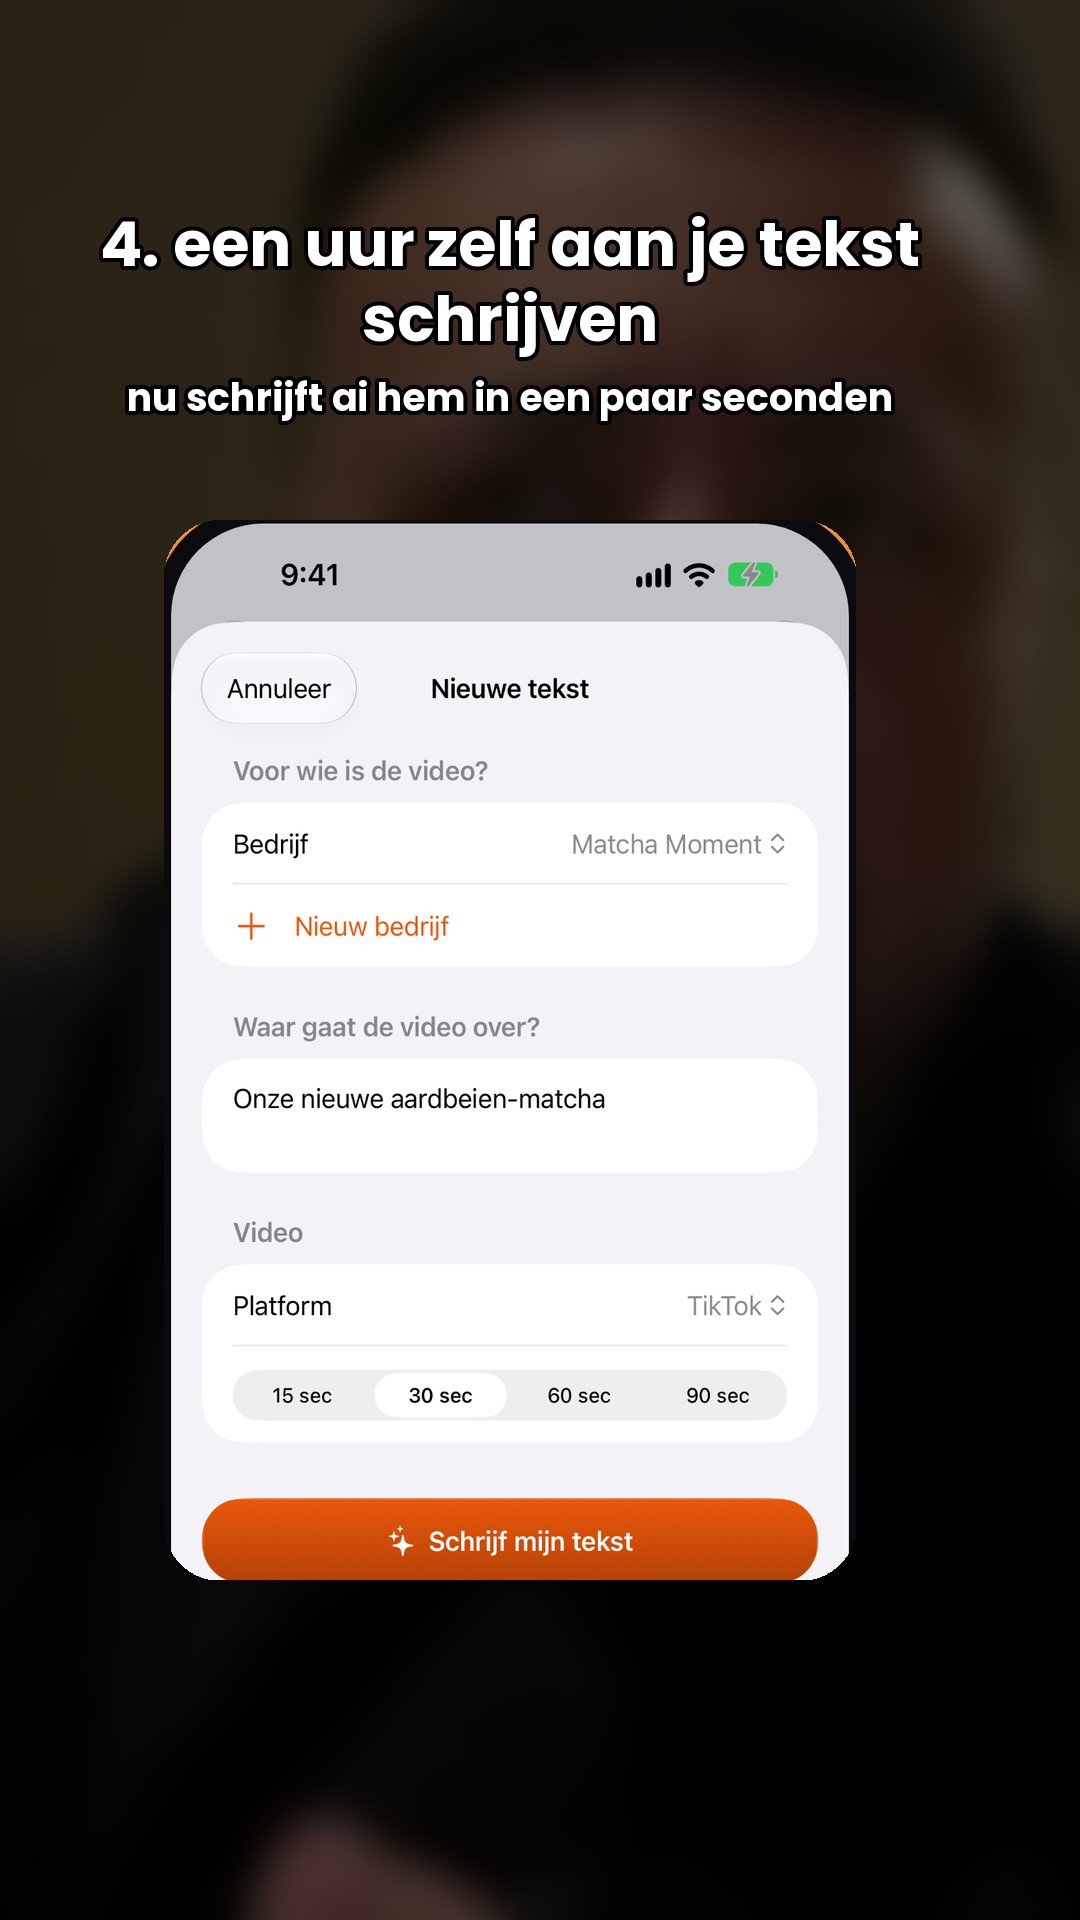 4. een uur zelf aan je tekst
schrijven
nu schrijft ai hem in een paar seconden
9:41
Annuleer
Nieuwe tekst
Voor wie is de video?
Bedrijf
Matcha Moment
Nieuw bedrijf
Waar gaat de video over?
Onze nieuwe aardbeien-matcha
Video
Platform
TikTok
15 sec
30 sec
60 sec
90 sec
Schrijf mijn tekst